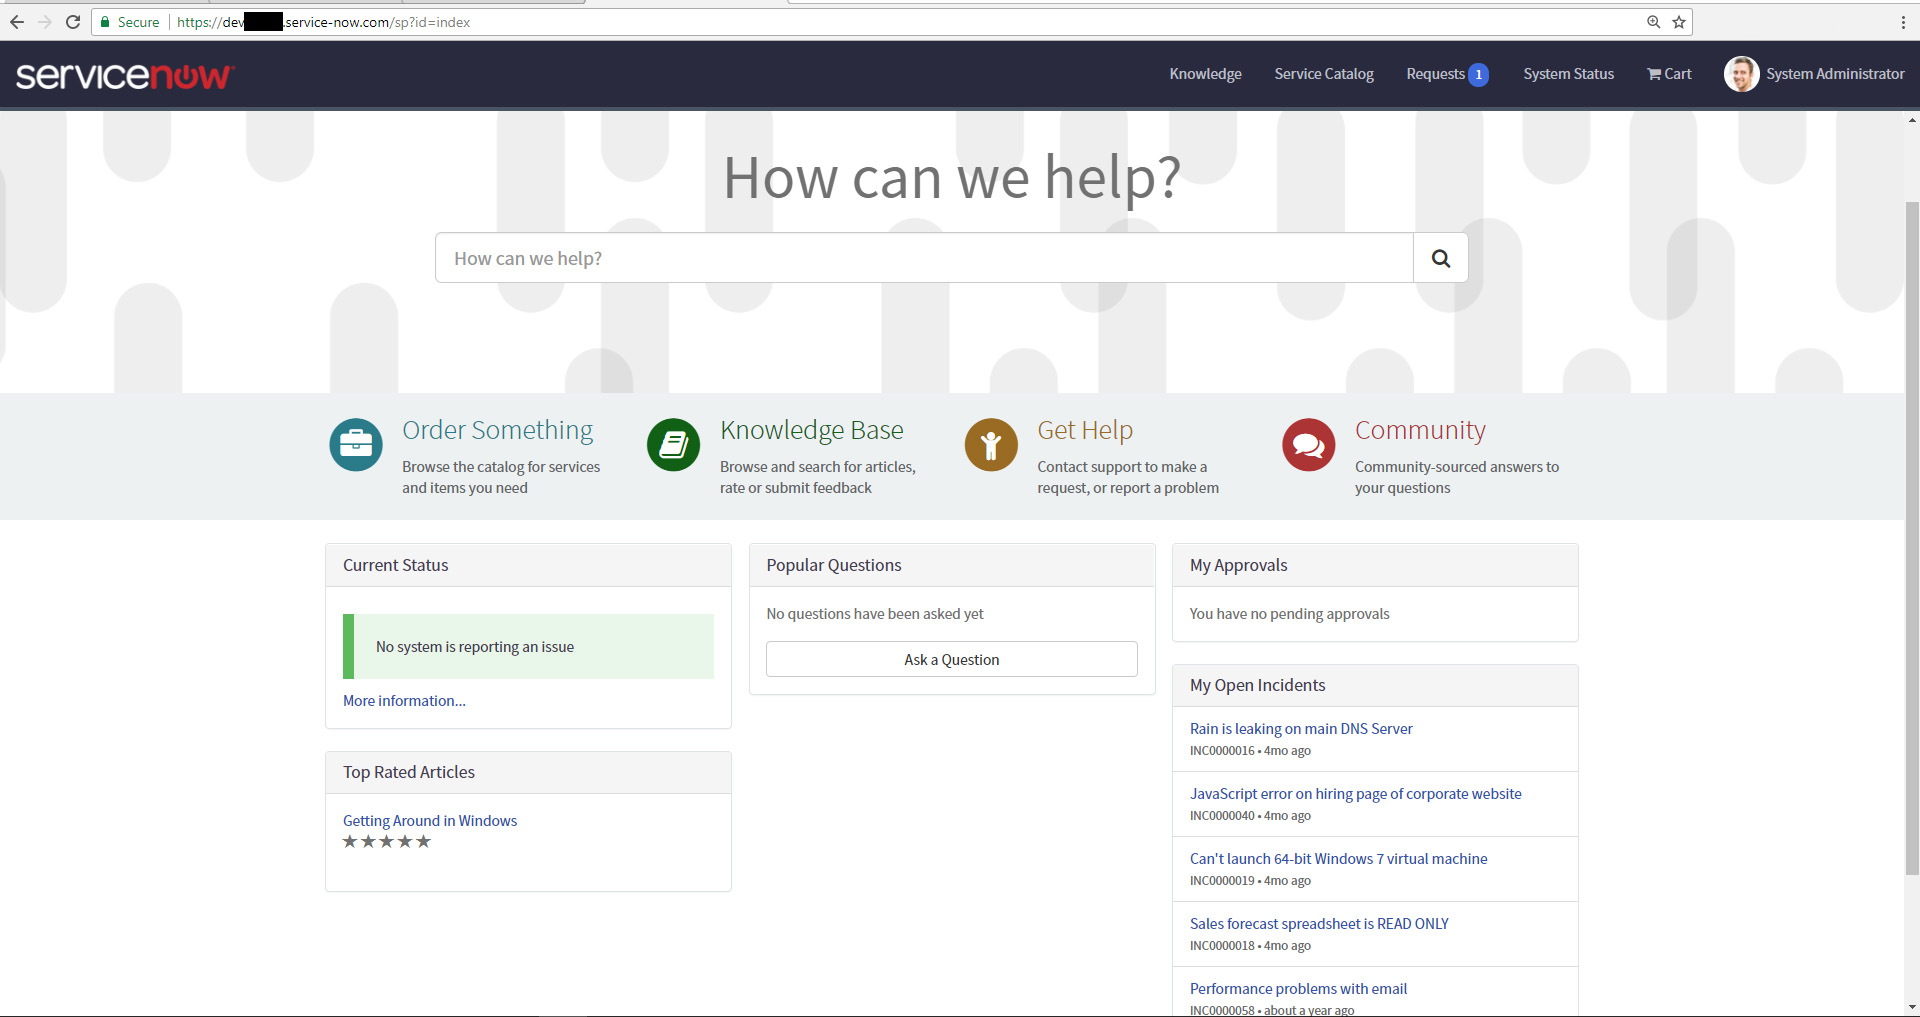 Secure https://dev .service-now.com/sp?id=index
servicenow
Knowledge
Service Catalog
Requests 1
System Status
Cart
System Administrator
How can we help?
How can we help?
Order Something
Browse the catalog for services
and items you need
Knowledge Base
Browse and search for articles,
rate or submit feedback
Get Help
Contact support to make a
request, or report a problem
Community
Community-sourced answers to
your questions
Current Status
No system is reporting an issue
More information...
Top Rated Articles
Getting Around in Windows
Popular Questions
No questions have been asked yet
Ask a Question
My Approvals
You have no pending approvals
My Open Incidents
Rain is leaking on main DNS Server
INC0000016 • 4mo ago
JavaScript error on hiring page of corporate website
INC0000040 • 4mo ago
Can't launch 64-bit Windows 7 virtual machine
INC0000019 • 4mo ago
Sales forecast spreadsheet is READ ONLY
INC0000018 • 4mo ago
Performance problems with email
INC0000058 • about a year ago